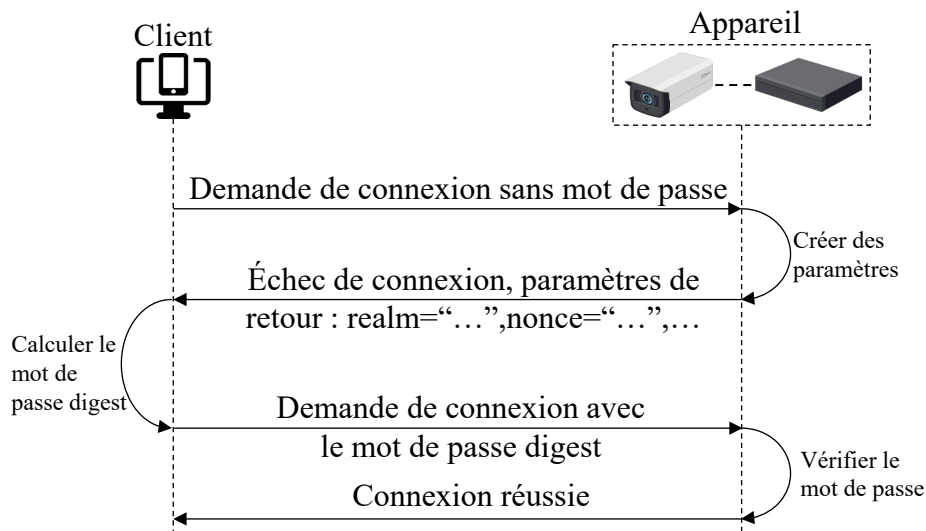 Client
Appareil
Demande de connexion sans mot de passe
Créer des
paramètres
Échec de connexion, paramètres de
retour : realm=“…”,nonce=“…”,…
Calculer le
mot de
passe digest
Demande de connexion avec
le mot de passe digest
Vérifier le
mot de passe
Connexion réussie